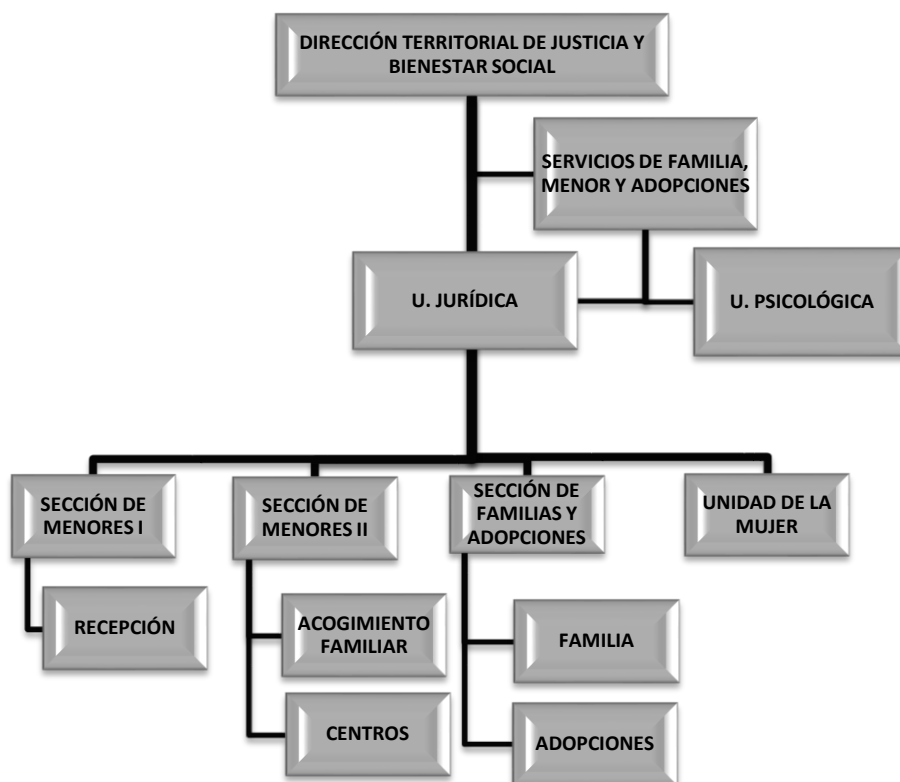 DIRECCIÓN TERRITORIAL DE JUSTICIA Y
BIENESTAR SOCIAL
SERVICIOS DE FAMILIA,
MENOR Y ADOPCIONES
U. JURÍDICA
U. PSICOLÓGICA
SECCIÓN DE
MENORES I
SECCIÓN DE
MENORES II
SECCIÓN DE
FAMILIAS Y
ADOPCIONES
UNIDAD DE LA
MUJER
RECEPCIÓN
ACOGIMIENTO
FAMILIAR
FAMILIA
CENTROS
ADOPCIONES